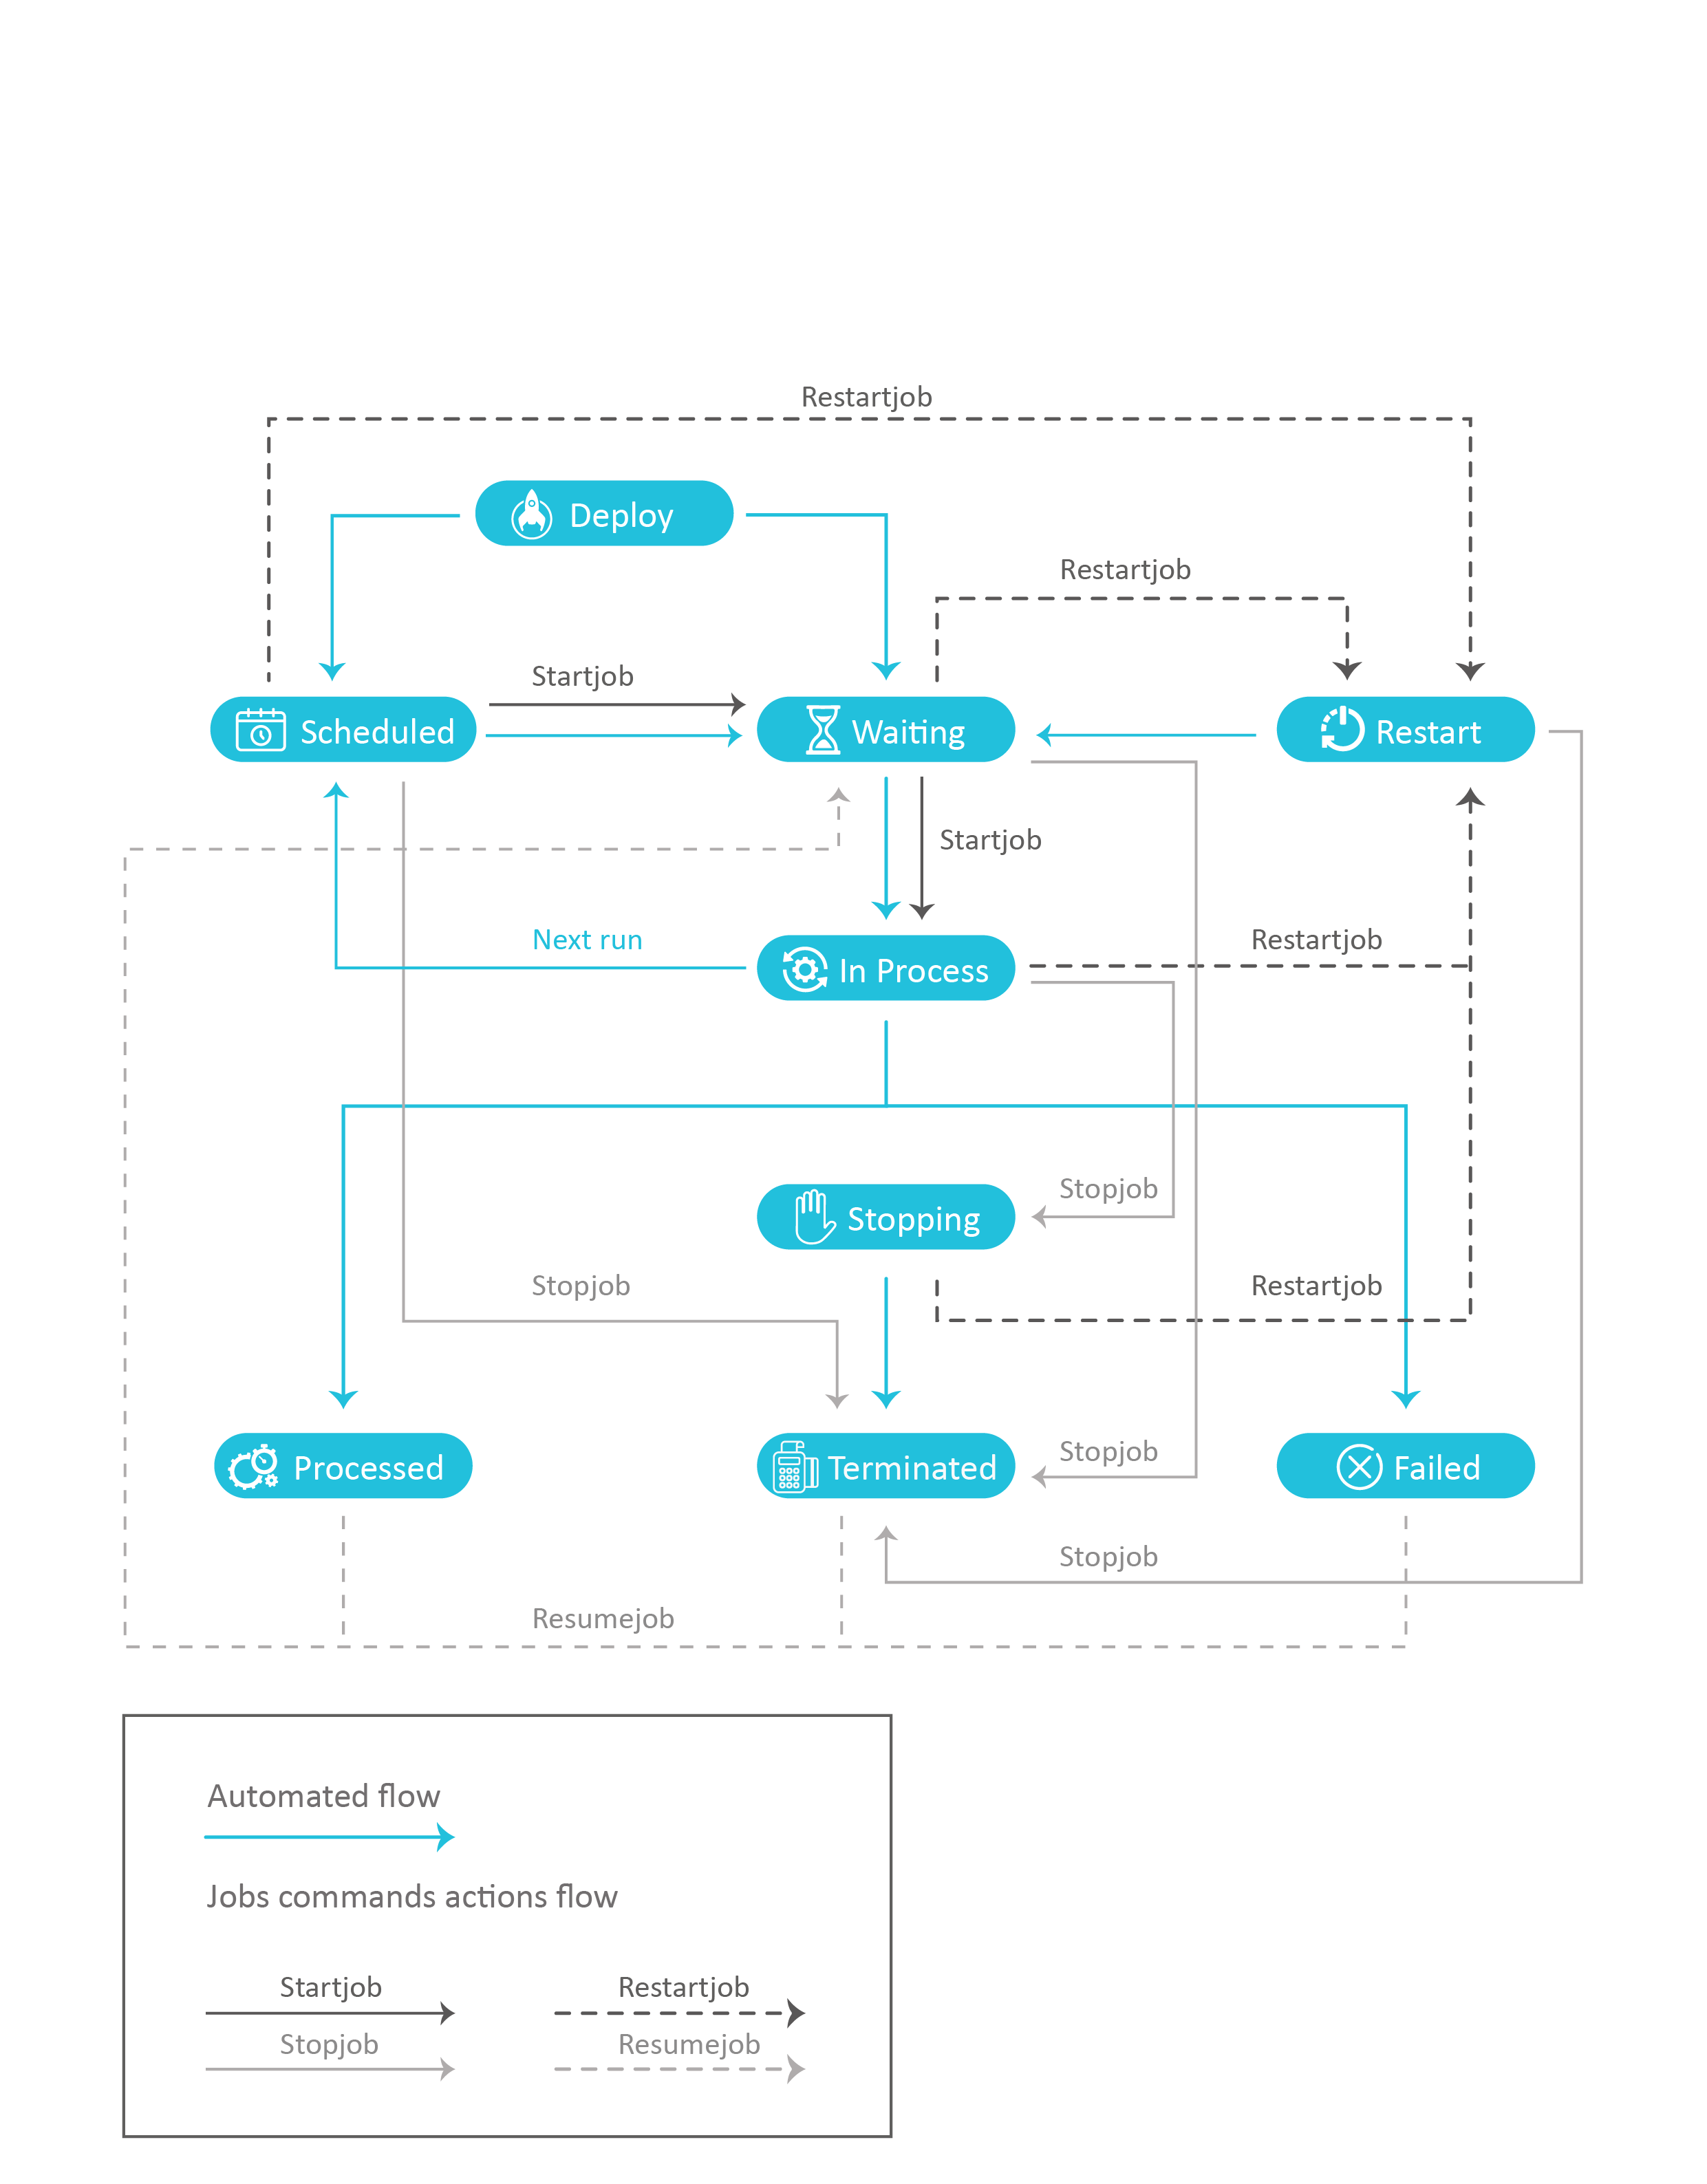 Restartjob
Deploy
Restartjob
Startjob
Scheduled
Waiting
Restart
Startjob
Next run
Restartjob
In Process
Stopjob
Stopping
Stopjob
Restartjob
Stopjob
Processed
Terminated
Failed
Stopjob
Resumejob
Automated flow
Jobs commands actions flow
Startjob
Restartjob
Stopjob
Resumejob